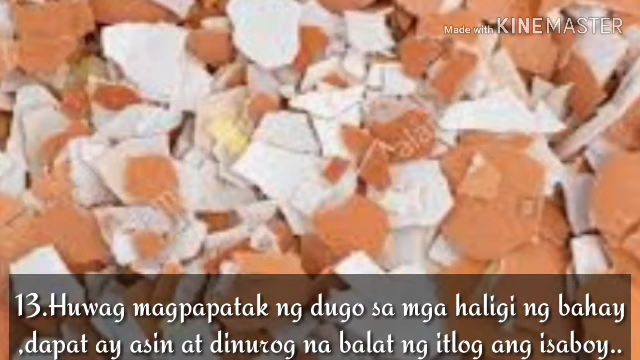 Made with KINEMASTER
13.Huwag magpapatak ng dugo sa mga haligi ng bahay
,dapat ay asin at dinurog na balat ng itlog ang isaboy..